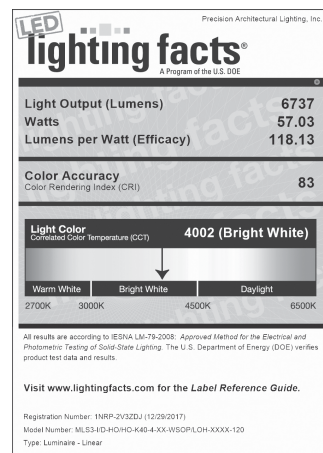 Precision Architectural Lighting, Inc.
LED
lighting facts®
A Program of the U.S. DOE
Light Output (Lumens) 6737
Watts 57.03
Lumens per Watt (Efficacy) 118.13
Color Accuracy
Color Rendering Index (CRI) 83
Light Color
Correlated Color Temperature (CCT) 4002 (Bright White)
Warm White Bright White Daylight
2700K 3000K 4500K 6500K
All results are according to IESNA LM-79-2008: Approved Method for the Electrical and
Photometric Testing of Solid-State Lighting. The U.S. Department of Energy (DOE) verifies
product test data and results.
Visit www.lightingfacts.com for the Label Reference Guide.
Registration Number: 1NRP-2V3ZDJ (12/29/2017)
Model Number: MLS3-I/D-HO/HO-K40-4-XX-WSOP/LOH-XXXX-120
Type: Luminaire - Linear